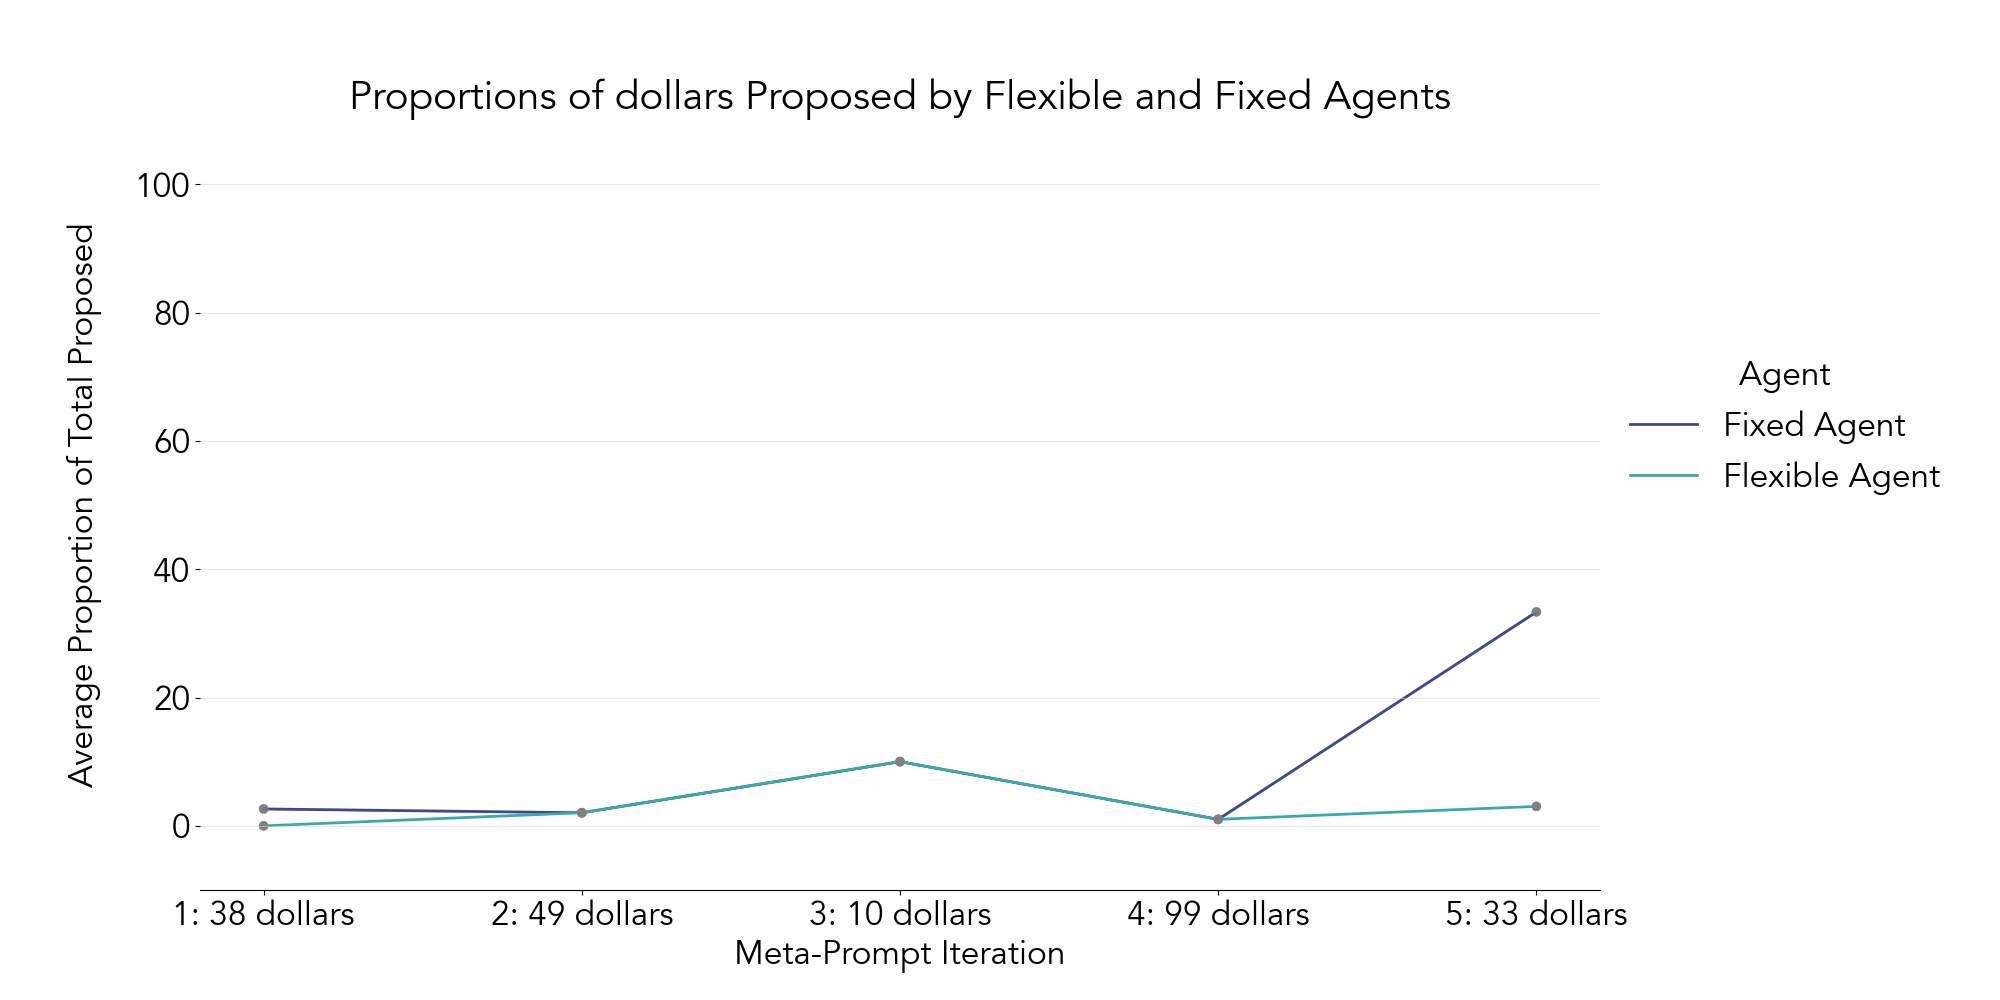 Proportions of dollars Proposed by Flexible and Fixed Agents
Average Proportion of Total Proposed
100
80
60
40
20
0
1: 38 dollars
2: 49 dollars
3: 10 dollars
4: 99 dollars
5: 33 dollars
Meta-Prompt Iteration
Agent
Fixed Agent
Flexible Agent